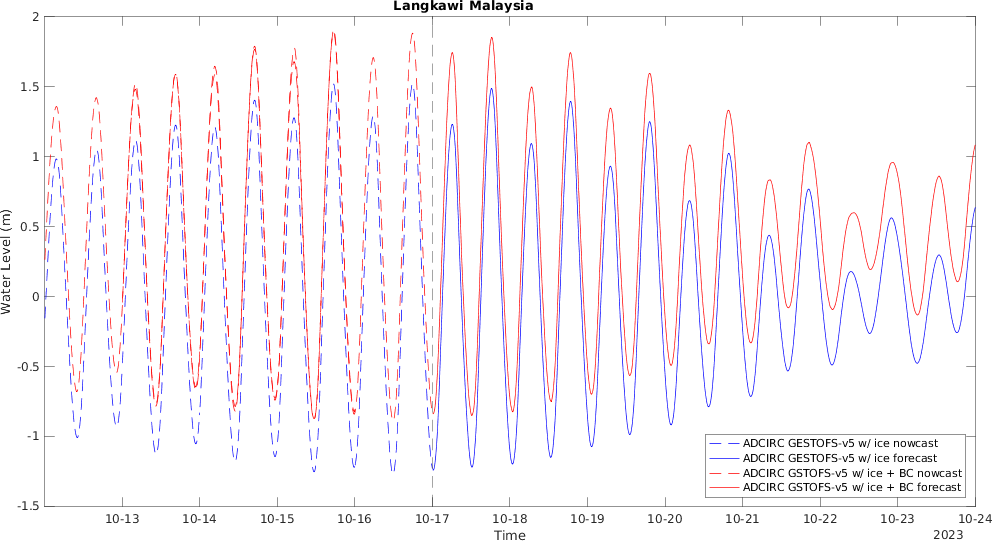 Langkawi Malaysia
2
1.5
1
0.5
0
-0.5
-1
-1.5
Water Level (m)
10-13 10-14 10-15 10-16 10-17 10-18 10-19 10-20 10-21 10-22 10-23 10-24
Time
2023
ADCIRC GESTOFS-v5 w/ ice nowcast
ADCIRC GESTOFS-v5 w/ ice forecast
ADCIRC GSTOFS-v5 w/ ice + BC nowcast
ADCIRC GSTOFS-v5 w/ ice + BC forecast